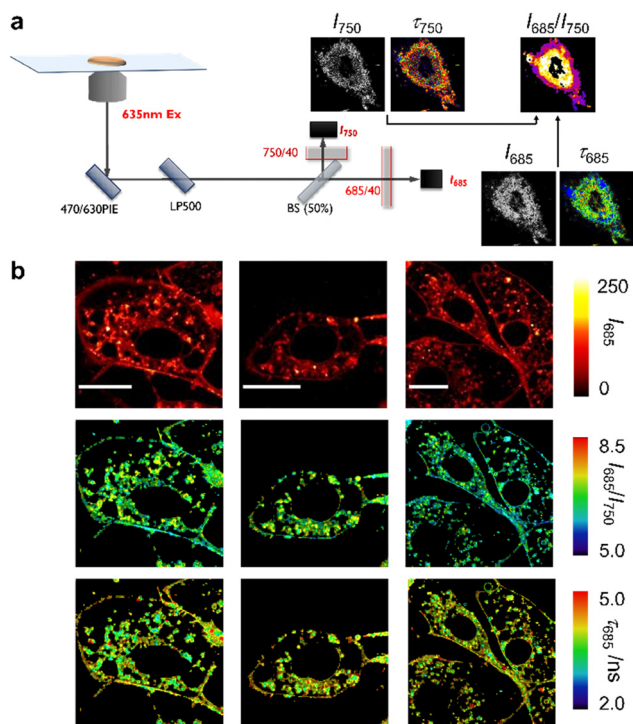 a
I750
τ750
I685/I750
635nm Ex
I750
750/40
I685
685/40
470/630PIE
LP500
BS (50%)
I685
τ685
b
250
I685
0
8.5
I685/I750
5.0
5.0
τ685 /ns
2.0